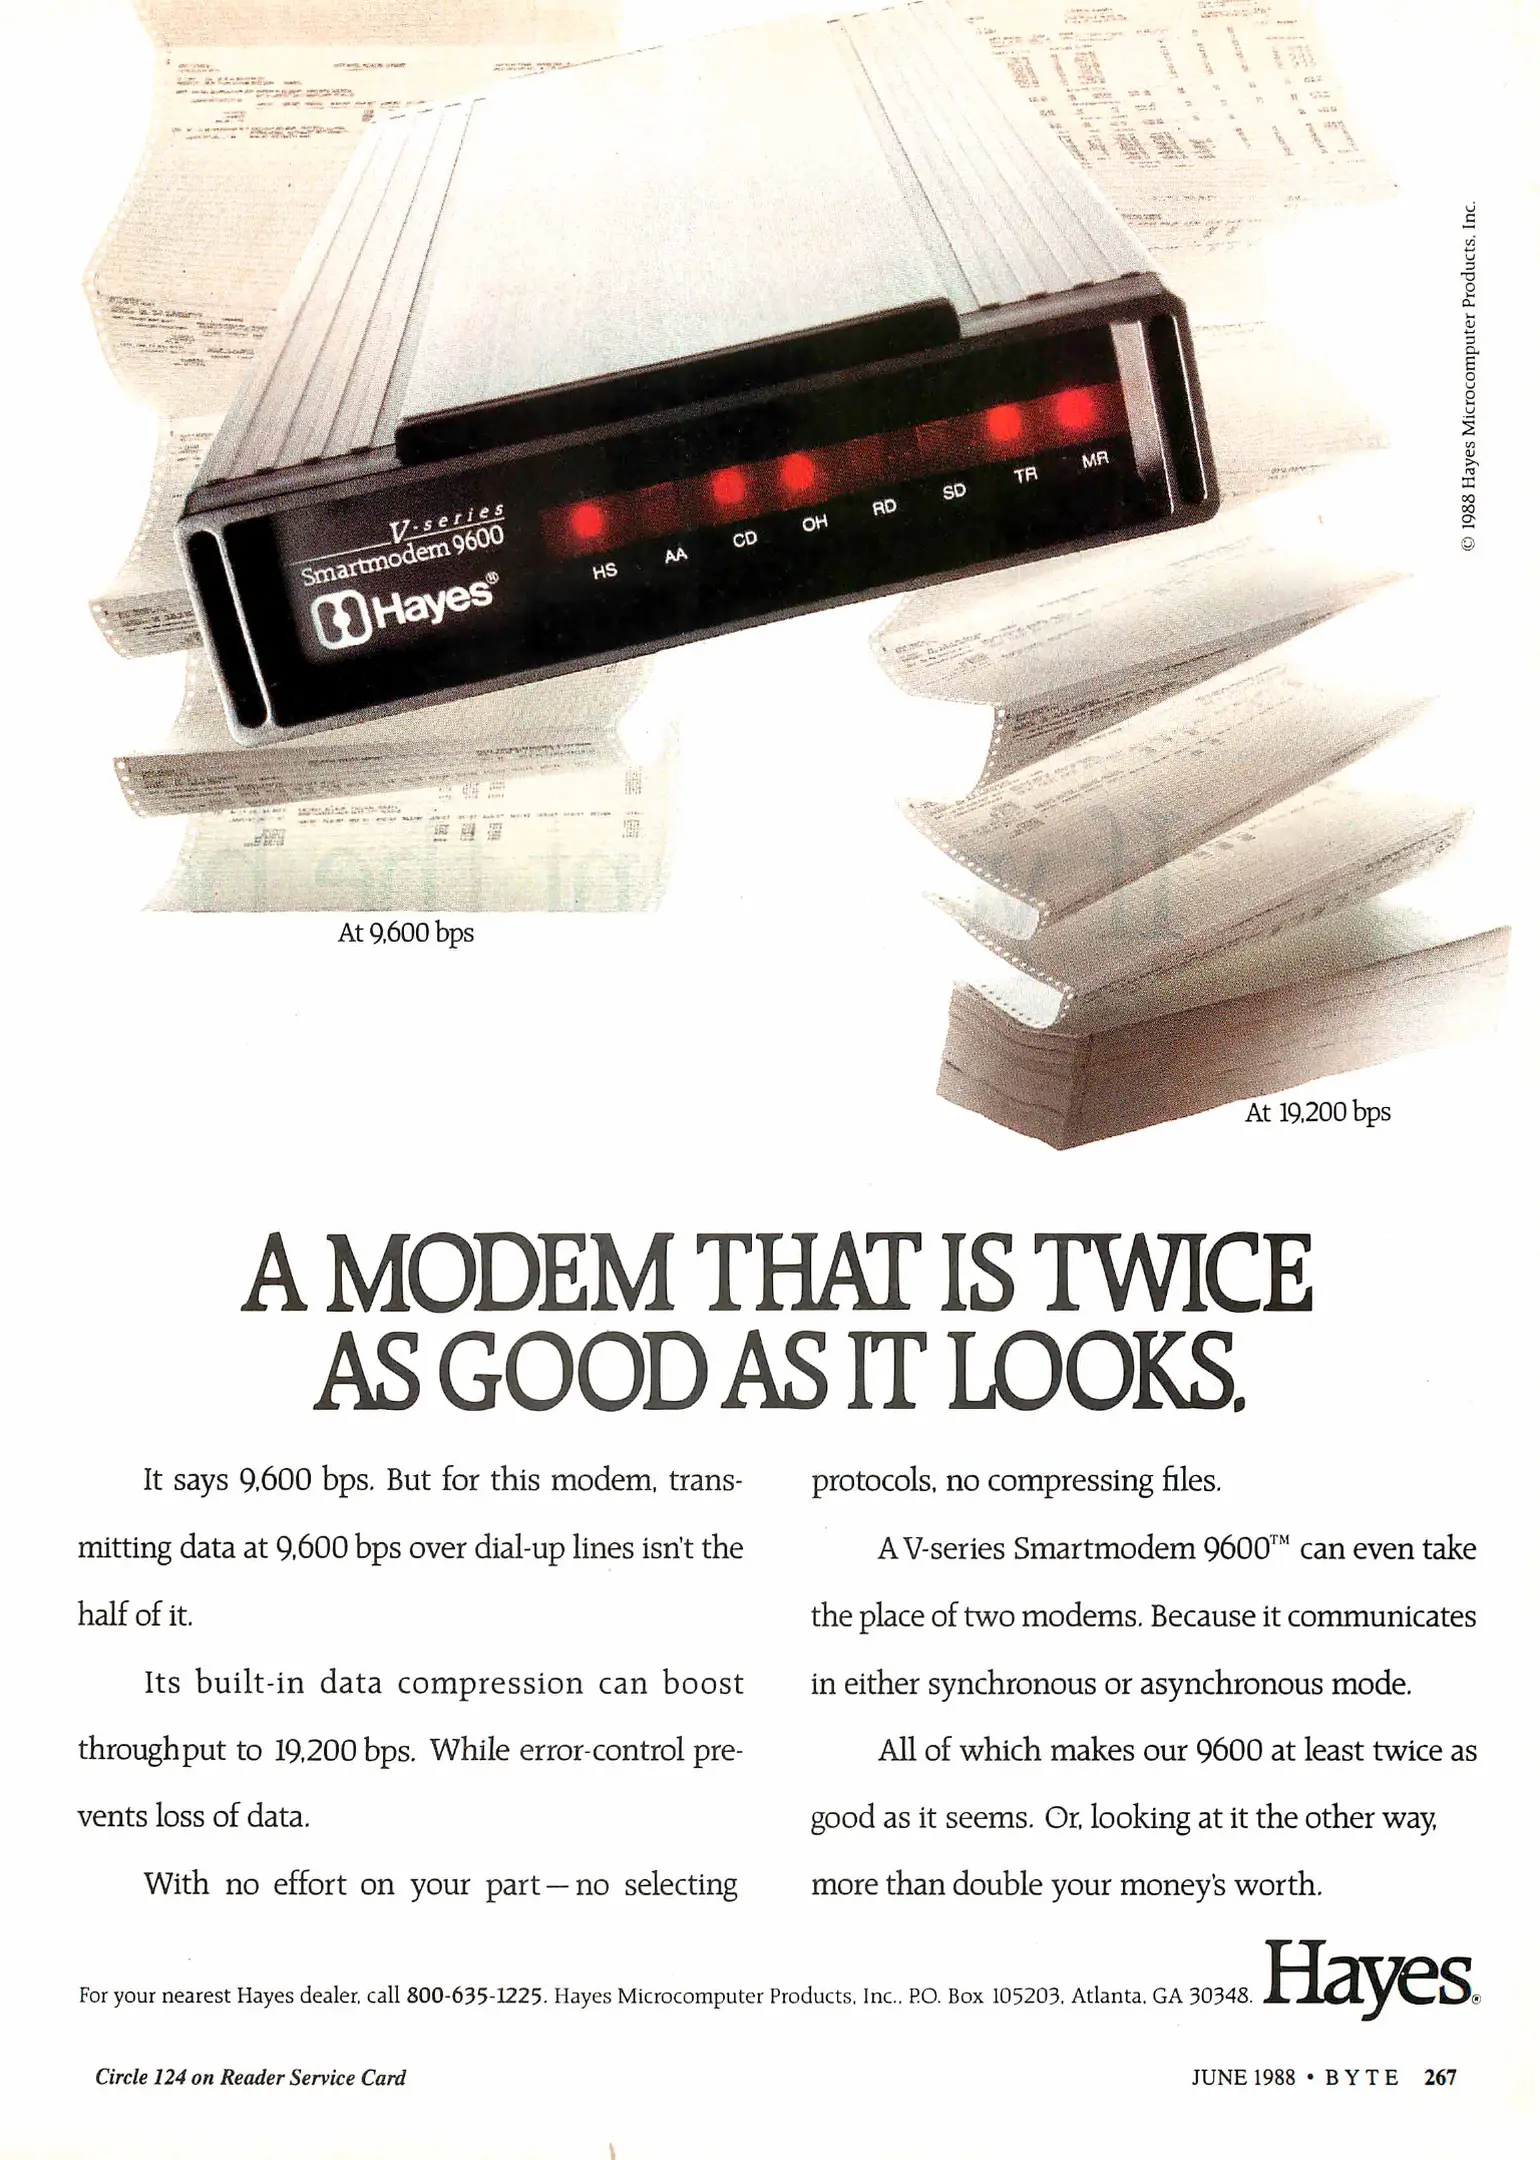 © 1988 Hayes Microcomputer Products, Inc.
V-series
Smartmodem 9600
Hayes®
HS AA CD OH RD SD TR MR
At 9,600 bps
At 19,200 bps
A MODEM THAT IS TWICE
AS GOOD AS IT LOOKS.
It says 9,600 bps. But for this modem, trans-
mitting data at 9,600 bps over dial-up lines isn't the
half of it.
Its built-in data compression can boost
throughput to 19,200 bps. While error-control pre-
vents loss of data.
With no effort on your part — no selecting
protocols, no compressing files.
A V-series Smartmodem 9600™ can even take
the place of two modems. Because it communicates
in either synchronous or asynchronous mode.
All of which makes our 9600 at least twice as
good as it seems. Or, looking at it the other way,
more than double your money's worth.
For your nearest Hayes dealer, call 800-635-1225. Hayes Microcomputer Products, Inc., P.O. Box 105203, Atlanta, GA 30348.
Hayes®
Circle 124 on Reader Service Card
JUNE 1988 • BYTE 267